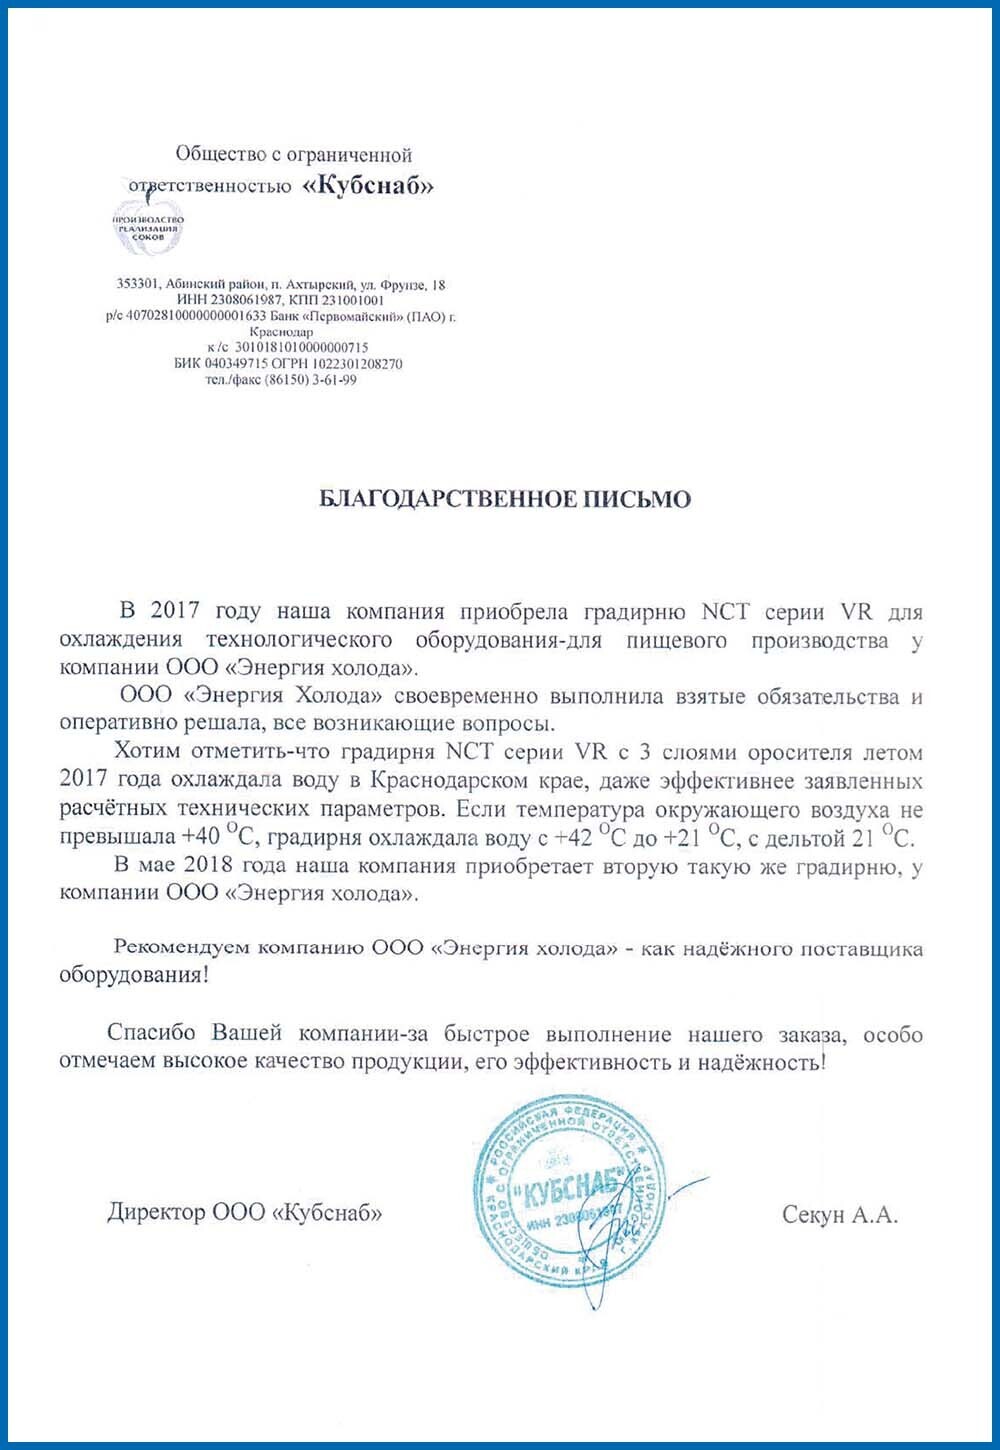 Общество с ограниченной
ответственностью «Кубснаб»
ПРОИЗВОДСТВО
РЕАЛИЗАЦИЯ
СОКОВ
353301, Абинский район, п. Ахтырский, ул. Фрунзе, 18
ИНН 2308061987, КПП 231001001
р/с 40702810000000001633 Банк «Первомайский» (ПАО) г.
Краснодар
к/с 3010181010000000715
БИК 040349715 ОГРН 1022301208270
тел./факс (86150) 3-61-99
БЛАГОДАРСТВЕННОЕ ПИСЬМО
В 2017 году наша компания приобрела градирню NCT серии VR для
охлаждения технологического оборудования-для пищевого производства у
компании ООО «Энергия холода».
ООО «Энергия Холода» своевременно выполнила взятые обязательства и
оперативно решала, все возникающие вопросы.
Хотим отметить-что градирня NCT серии VR с 3 слоями оросителя летом
2017 года охлаждала воду в Краснодарском крае, даже эффективнее заявленных
расчётных технических параметров. Если температура окружающего воздуха не
превышала +40 ⁰С, градирня охлаждала воду с +42 ⁰С до +21 ⁰С, с дельтой 21 ⁰С.
В мае 2018 года наша компания приобретает вторую такую же градирню, у
компании ООО «Энергия холода».
Рекомендуем компанию ООО «Энергия холода» - как надёжного поставщика
оборудования!
Спасибо Вашей компании-за быстрое выполнение нашего заказа, особо
отмечаем высокое качество продукции, его эффективность и надёжность!
РОССИЙСКАЯ ФЕДЕРАЦИЯ
КРАСНОДАРСКИЙ КРАЙ
г. КРАСНОДАР
ОБЩЕСТВО С ОГРАНИЧЕННОЙ ОТВЕТСТВЕННОСТЬЮ
"КУБСНАБ"
ИНН 2308061987
Директор ООО «Кубснаб»
Секун А.А.